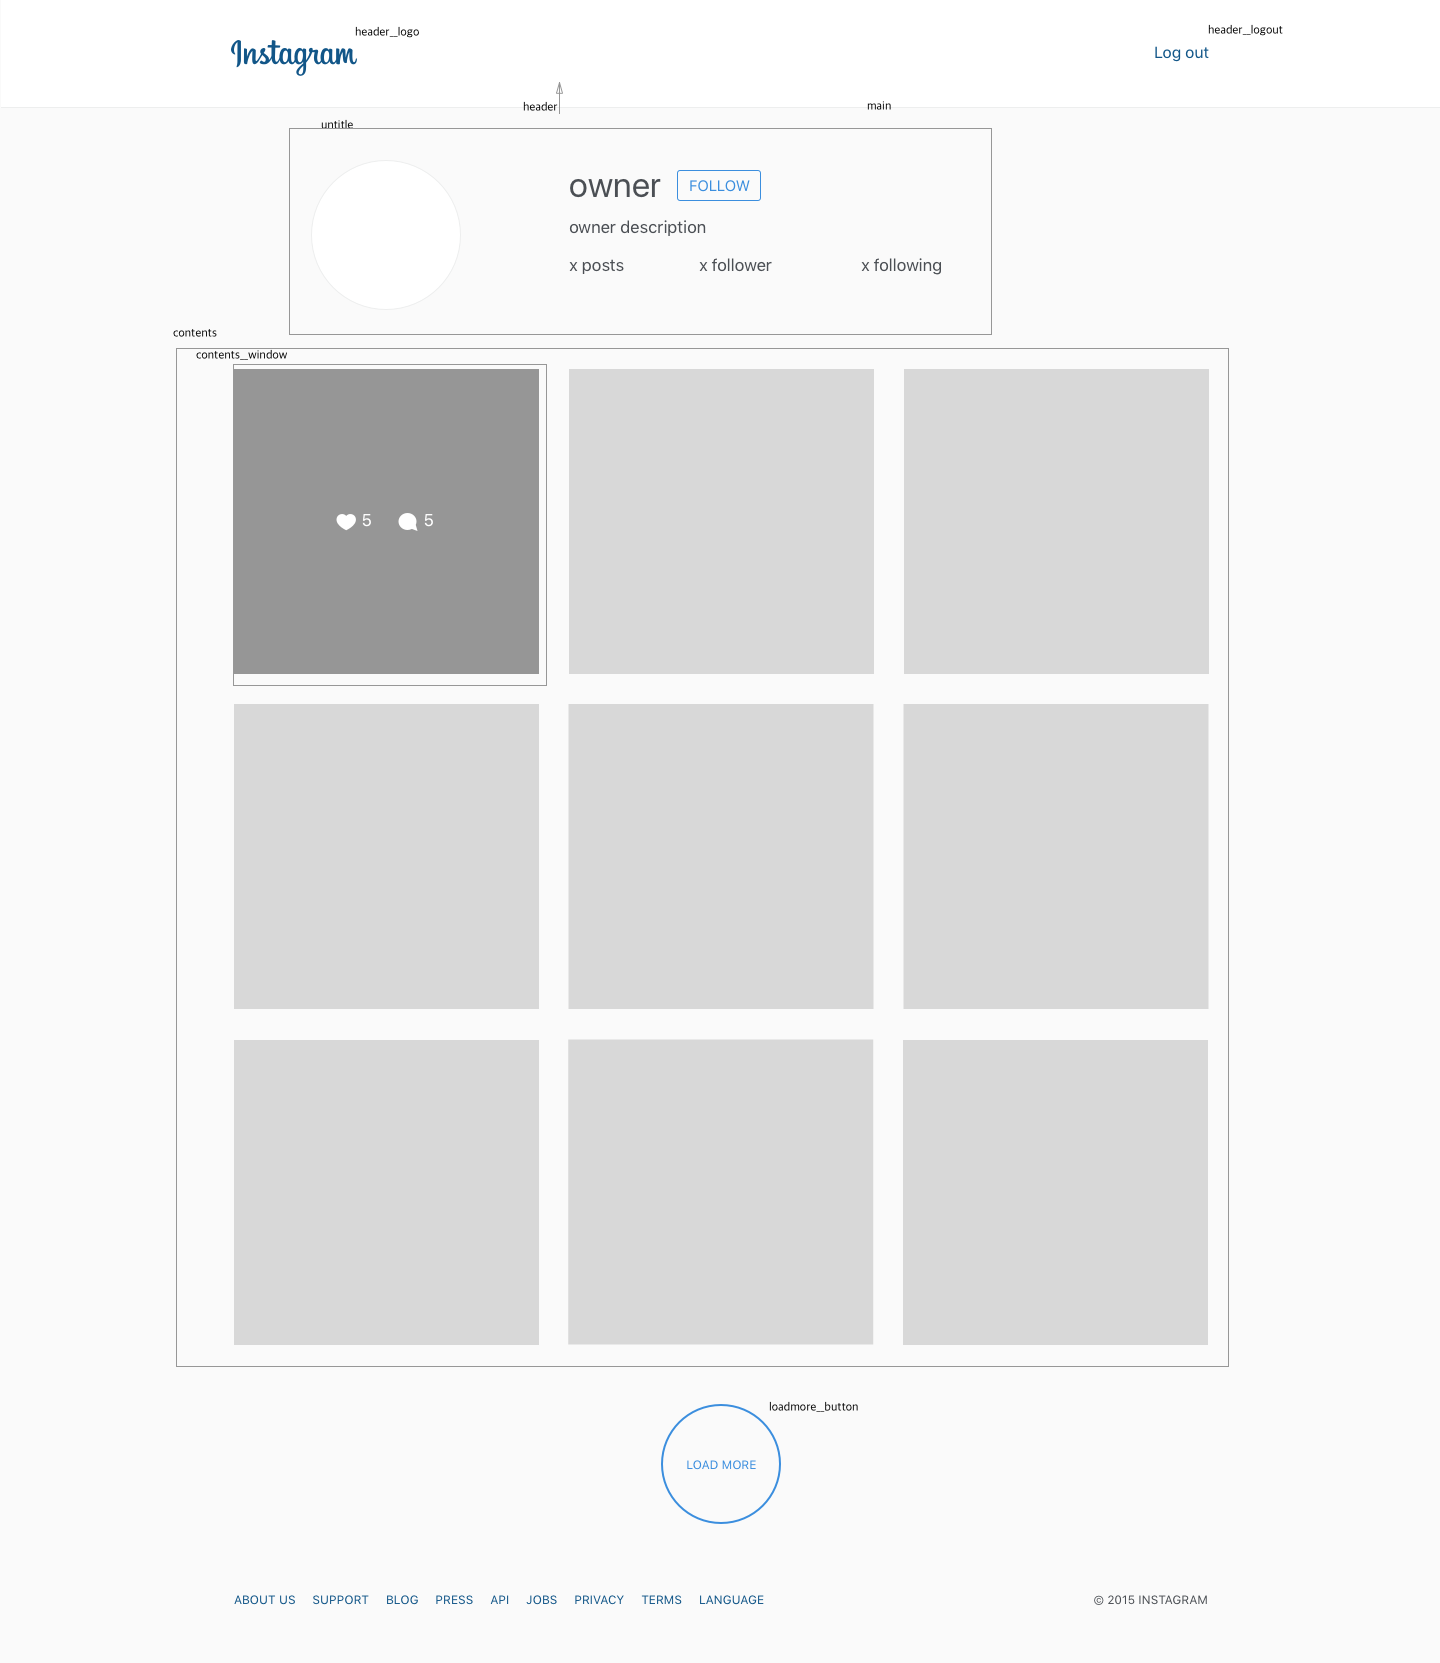 header_logo
header_logout
Instagram
Log out
header
main
untitle
owner FOLLOW
owner description
x posts x follower x following
contents
contents_window
5 5
loadmore_button
LOAD MORE
ABOUT US SUPPORT BLOG PRESS API JOBS PRIVACY TERMS LANGUAGE © 2015 INSTAGRAM